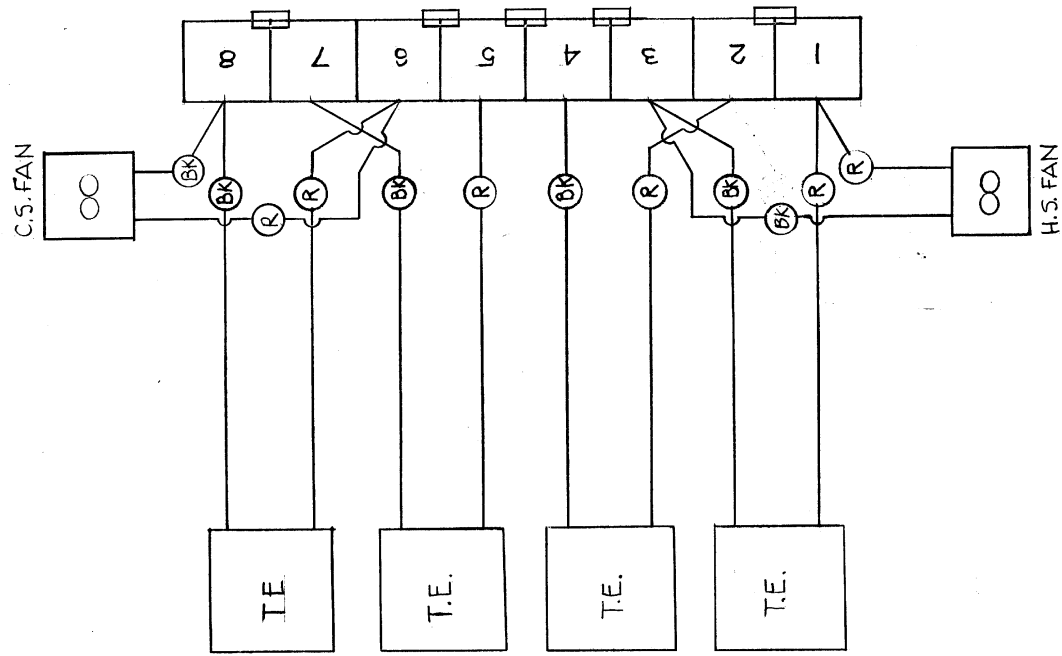 8 7 6 5 4 3 2 1
C.S. FAN
H.S. FAN
BK
R
BK
R
R
BK
R
BK
R
BK
BK
R
T.E
T.E.
T.E.
T.E.